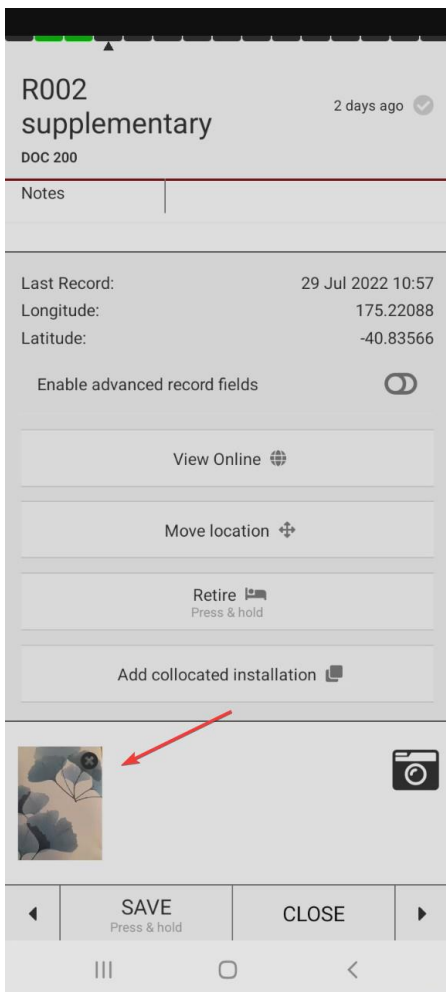 R002
supplementary
2 days ago
DOC 200
Notes
Last Record: 29 Jul 2022 10:57
Longitude: 175.22088
Latitude: -40.83566
Enable advanced record fields
View Online
Move location
Retire
Press & hold
Add collocated installation
SAVE
Press & hold
CLOSE